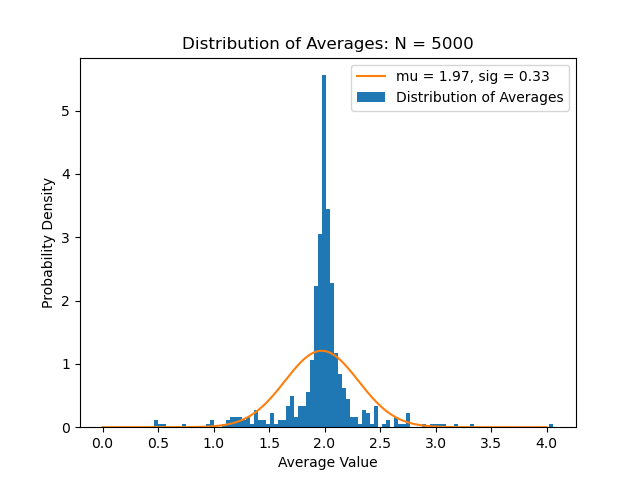 Distribution of Averages: N = 5000
mu = 1.97, sig = 0.33
Distribution of Averages
Probability Density
5
4
3
2
1
0
0.0 0.5 1.0 1.5 2.0 2.5 3.0 3.5 4.0
Average Value